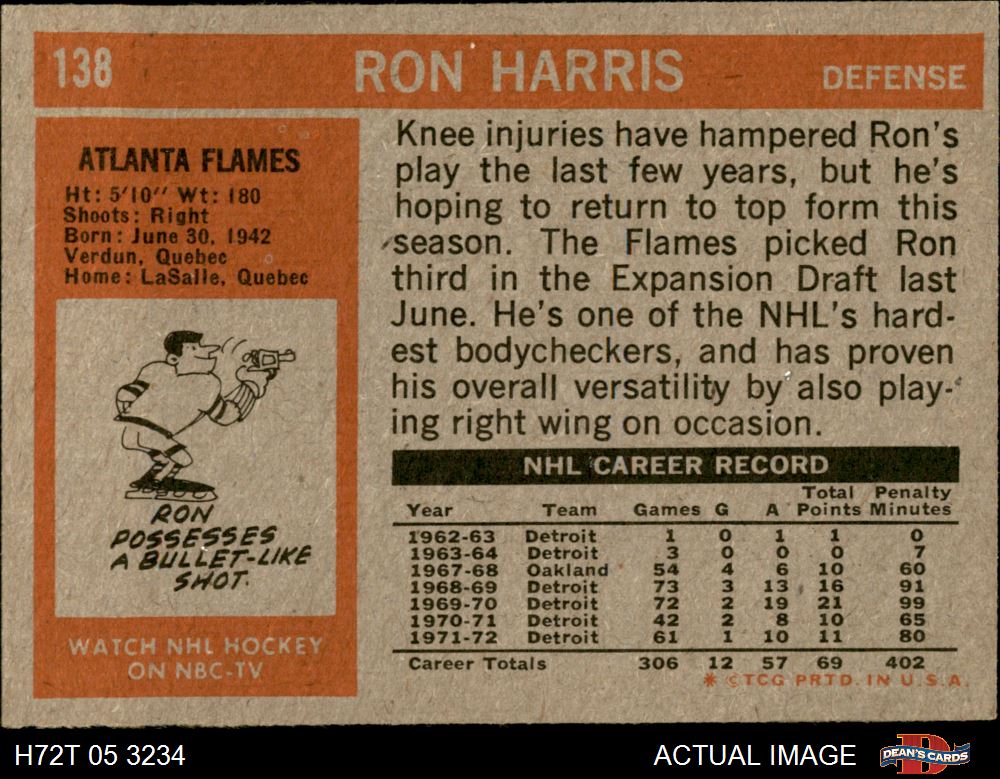 138 RON HARRIS DEFENSE
ATLANTA FLAMES
Ht: 5'10" Wt: 180
Shoots: Right
Born: June 30, 1942
Verdun, Quebec
Home: LaSalle, Quebec
RON
POSSESSES
A BULLET-LIKE
SHOT.
WATCH NHL HOCKEY
ON NBC-TV
Knee injuries have hampered Ron's
play the last few years, but he's
hoping to return to top form this
season. The Flames picked Ron
third in the Expansion Draft last
June. He's one of the NHL's hard-
est bodycheckers, and has proven
his overall versatility by also play-
ing right wing on occasion.
NHL CAREER RECORD
Year Team Games G A Total Points Penalty Minutes
1962-63 Detroit 1 0 1 1 0
1963-64 Detroit 3 0 0 0 7
1967-68 Oakland 54 4 6 10 60
1968-69 Detroit 73 3 13 16 91
1969-70 Detroit 72 2 19 21 99
1970-71 Detroit 42 2 8 10 65
1971-72 Detroit 61 1 10 11 80
Career Totals 306 12 57 69 402
* © TCG PRTD. IN U.S.A.
H72T 05 3234 ACTUAL IMAGE DEAN'S CARDS